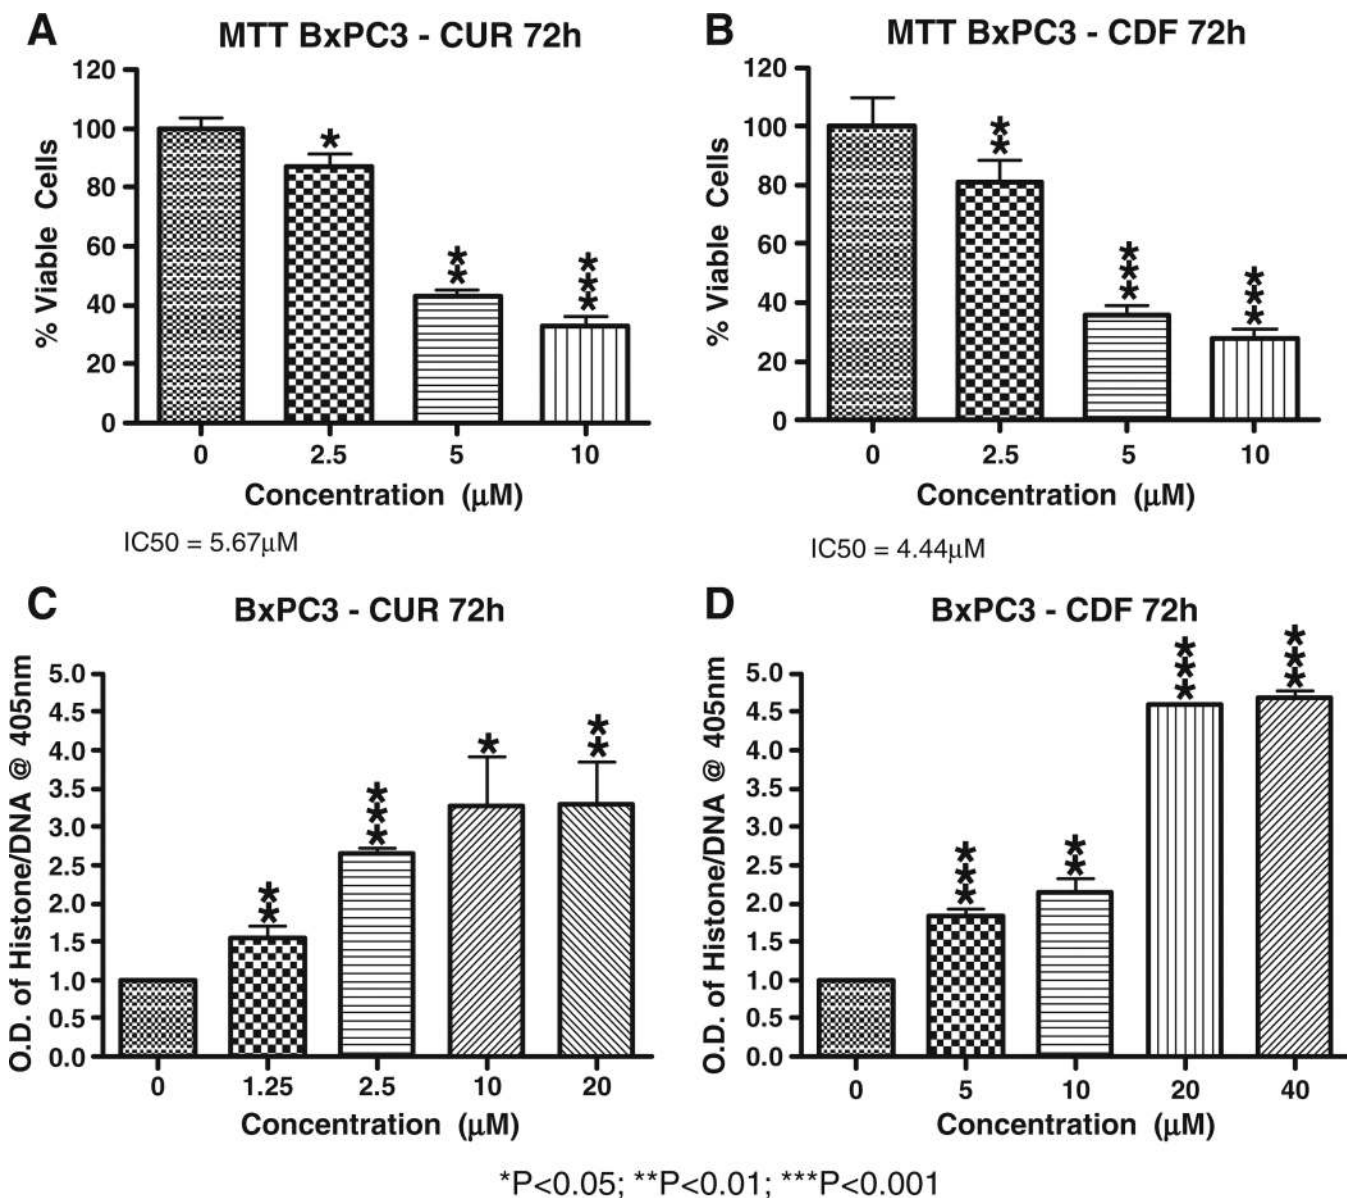 A
MTT BxPC3 - CUR 72h
% Viable Cells
120
100
80
60
40
20
0
*
**
***
0 2.5 5 10
Concentration (μM)
IC50 = 5.67μM
B
MTT BxPC3 - CDF 72h
% Viable Cells
120
100
80
60
40
20
0
**
***
***
0 2.5 5 10
Concentration (μM)
IC50 = 4.44μM
C
BxPC3 - CUR 72h
O.D. of Histone/DNA @ 405nm
5.0
4.5
4.0
3.5
3.0
2.5
2.0
1.5
1.0
0.5
0.0
**
***
*
**
0 1.25 2.5 10 20
Concentration (μM)
D
BxPC3 - CDF 72h
O.D. of Histone/DNA @ 405nm
5.0
4.5
4.0
3.5
3.0
2.5
2.0
1.5
1.0
0.5
0.0
***
**
***
***
0 5 10 20 40
Concentration (μM)
*P<0.05; **P<0.01; ***P<0.001